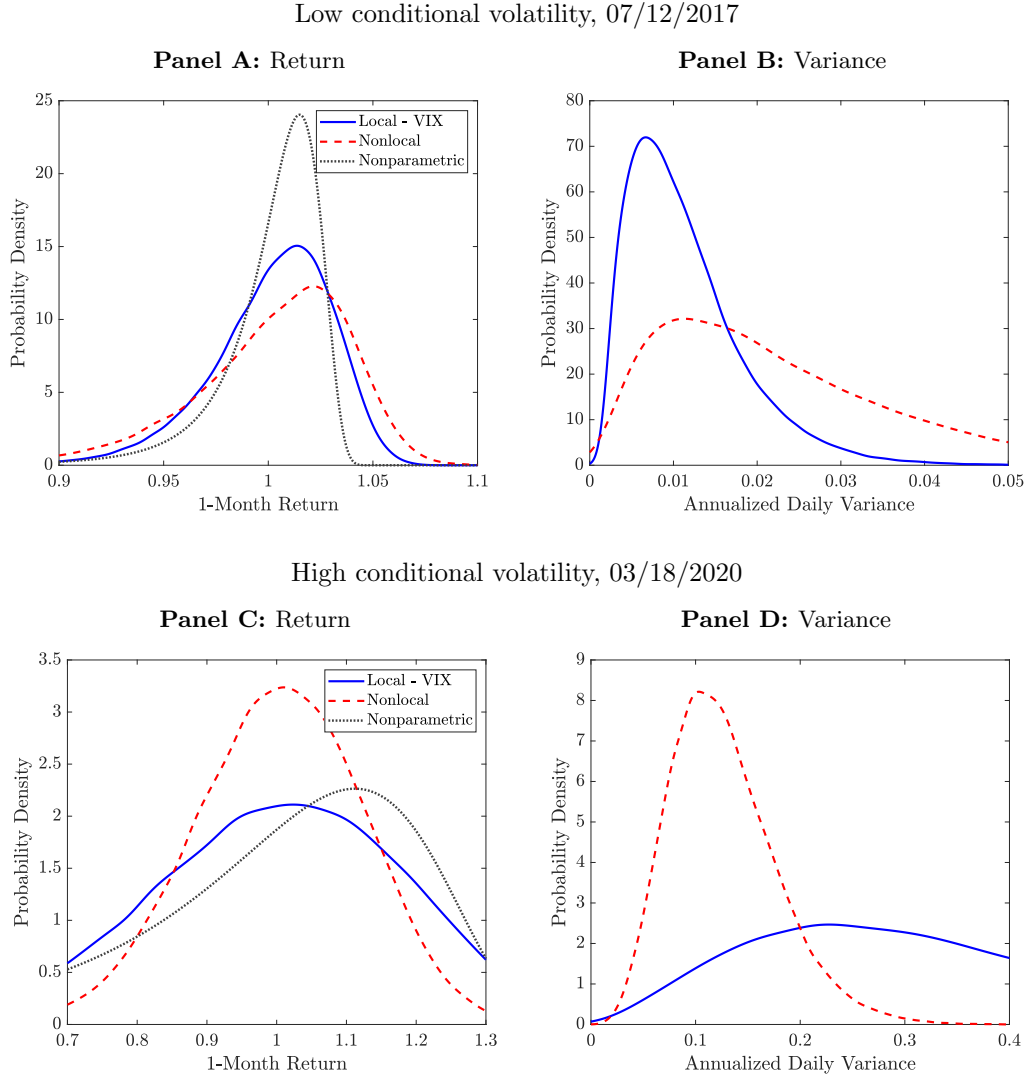 Low conditional volatility, 07/12/2017
Panel A: Return
Panel B: Variance
25
20
15
10
5
0
Probability Density
Local - VIX
Nonlocal
Nonparametric
0.9
0.95
1
1.05
1.1
1-Month Return
80
70
60
50
40
30
20
10
0
Probability Density
0
0.01
0.02
0.03
0.04
0.05
Annualized Daily Variance
High conditional volatility, 03/18/2020
Panel C: Return
Panel D: Variance
3.5
3
2.5
2
1.5
1
0.5
0
Probability Density
Local - VIX
Nonlocal
Nonparametric
0.7
0.8
0.9
1
1.1
1.2
1.3
1-Month Return
9
8
7
6
5
4
3
2
1
0
Probability Density
0
0.1
0.2
0.3
0.4
Annualized Daily Variance